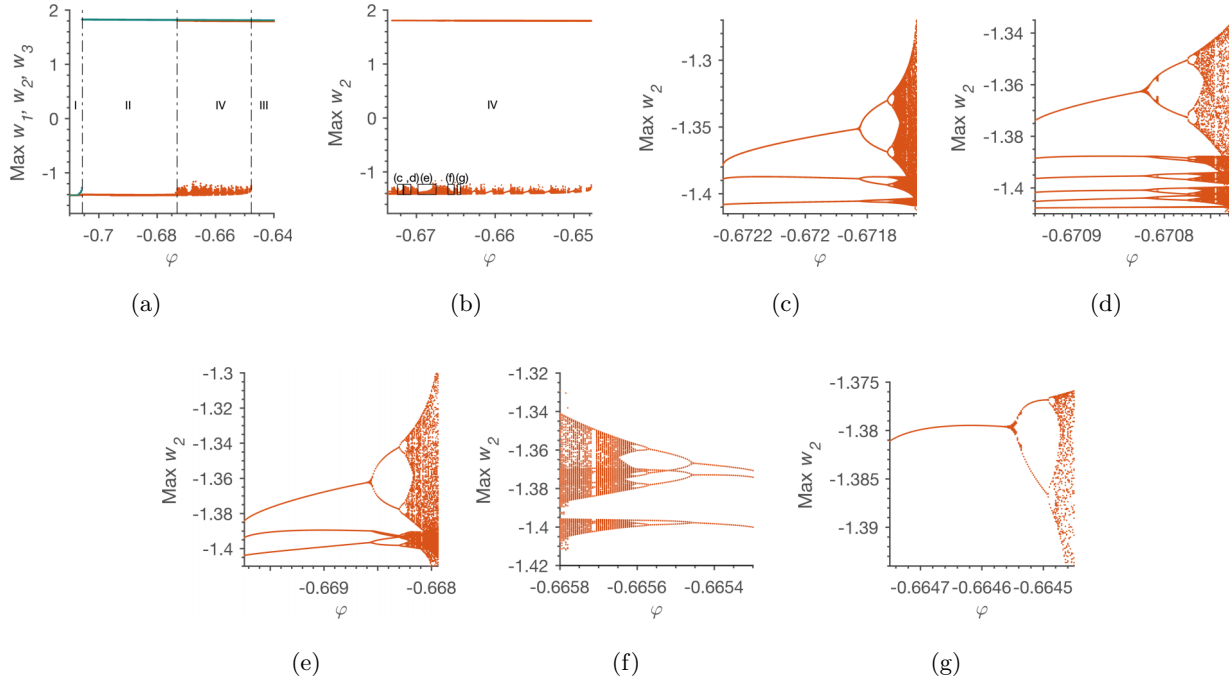 Max w1, w2, w3
2
1
0
-1
I
II
IV
III
-0.7
-0.68
-0.66
-0.64
φ
(a)
Max w2
2
1
0
-1
IV
(c
,d)
(e)
(f)
(g)
-0.67
-0.66
-0.65
φ
(b)
Max w2
-1.3
-1.35
-1.4
-0.6722
-0.672
-0.6718
φ
(c)
Max w2
-1.34
-1.36
-1.38
-1.4
-0.6709
-0.6708
φ
(d)
Max w2
-1.3
-1.32
-1.34
-1.36
-1.38
-1.4
-0.669
-0.668
φ
(e)
Max w2
-1.32
-1.34
-1.36
-1.38
-1.4
-1.42
-0.6658
-0.6656
-0.6654
φ
(f)
Max w2
-1.375
-1.38
-1.385
-1.39
-0.6647
-0.6646
-0.6645
φ
(g)